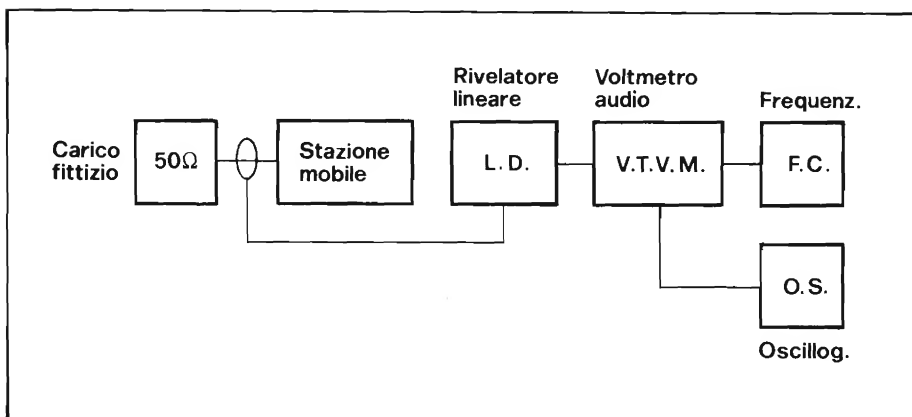 Rivelatore
lineare
Voltmetro
audio
Frequenz.
Carico
fittizio
50Ω
Stazione
mobile
L.D.
V.T.V.M.
F.C.
O.S.
Oscillog.